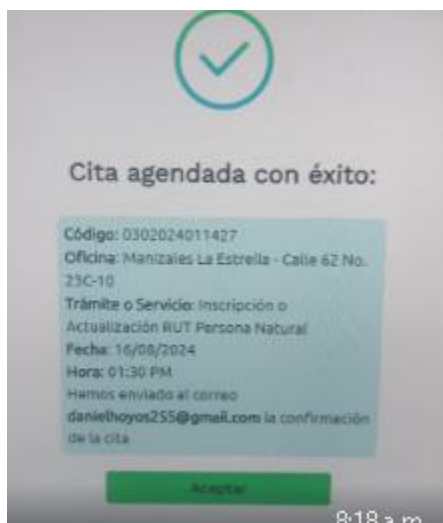 Cita agendada con éxito:
Código: 0302024011427
Oficina: Manizales La Estrella - Calle 62 No.
23C-10
Trámite o Servicio: Inscripción o
Actualización RUT Persona Natural
Fecha: 16/08/2024
Hora: 01:30 PM
Hemos enviado al correo
danielhoyos255@gmail.com la confirmación
de la cita
Aceptar
8:18 a.m.